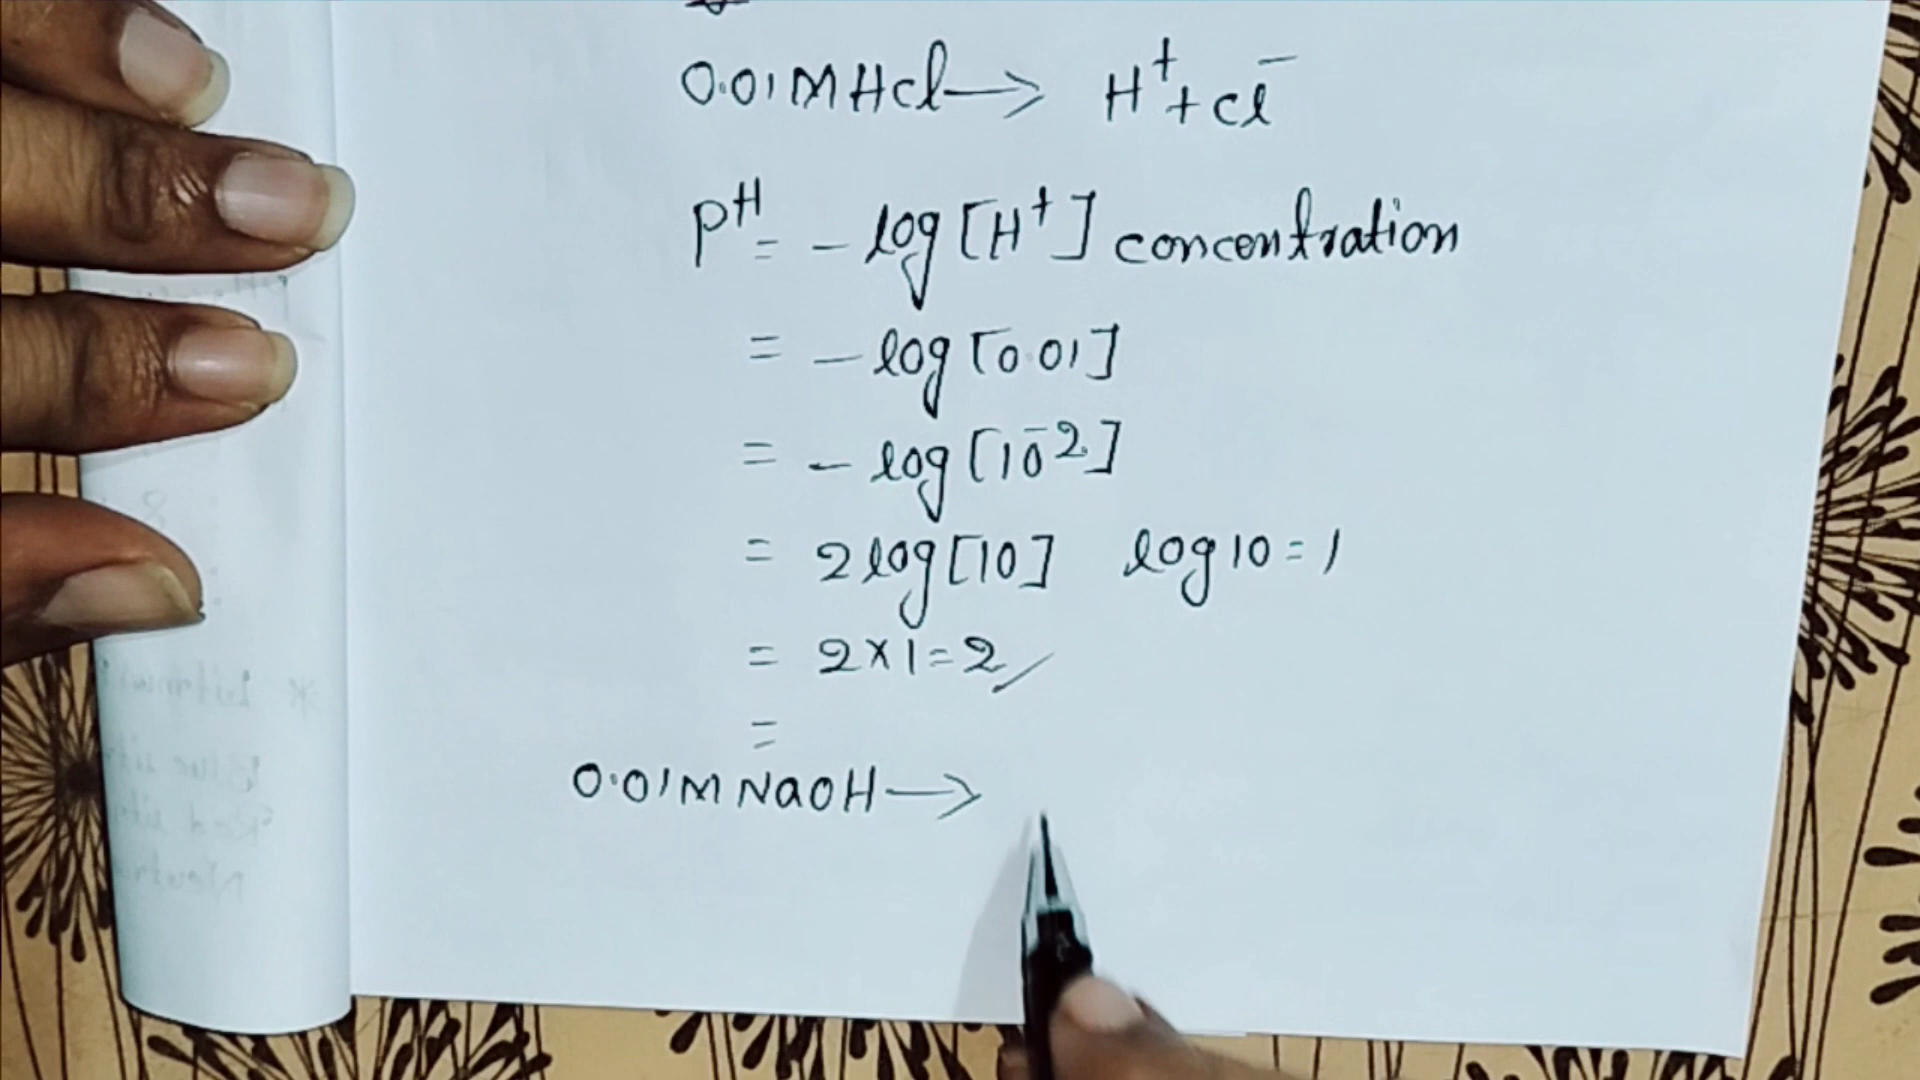 0.01M HCl → H⁺ + Cl⁻
pH = - log [H⁺] concentration
= - log [0.01]
= - log [10⁻²]
= 2 log [10] log 10 = 1
= 2 × 1 = 2
=
0.01M NaOH →